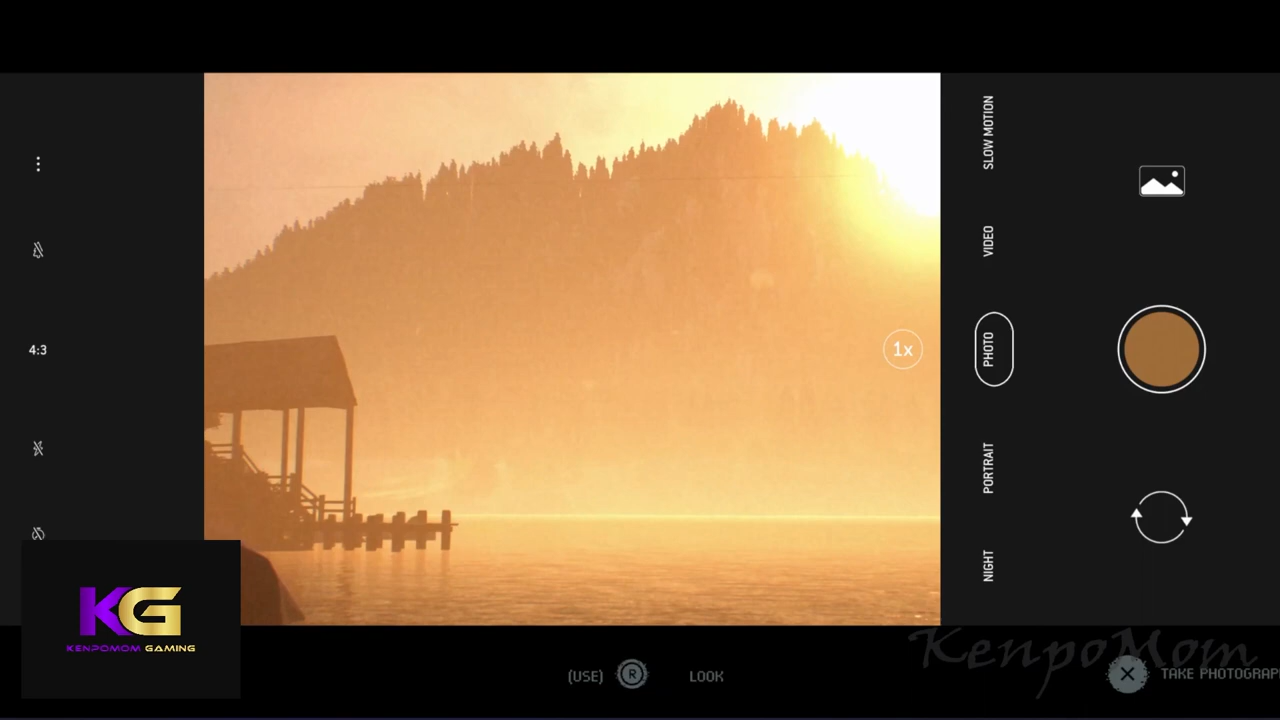 SLOW MOTION
VIDEO
4:3
1x
PHOTO
PORTRAIT
NIGHT
KG
KENPOMOM GAMING
KenpoMom
(USE) R LOOK
TAKE PHOTOGRAP